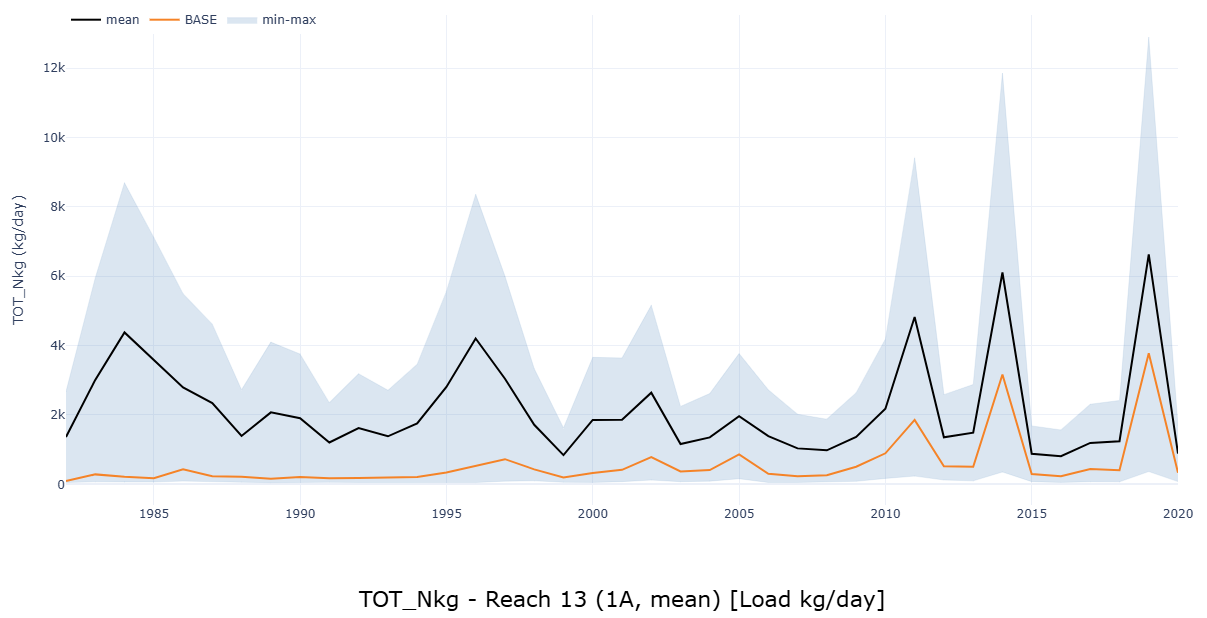 mean BASE min-max
12k
10k
8k
6k
4k
2k
0
TOT_Nkg (kg/day)
1985 1990 1995 2000 2005 2010 2015 2020
TOT_Nkg - Reach 13 (1A, mean) [Load kg/day]